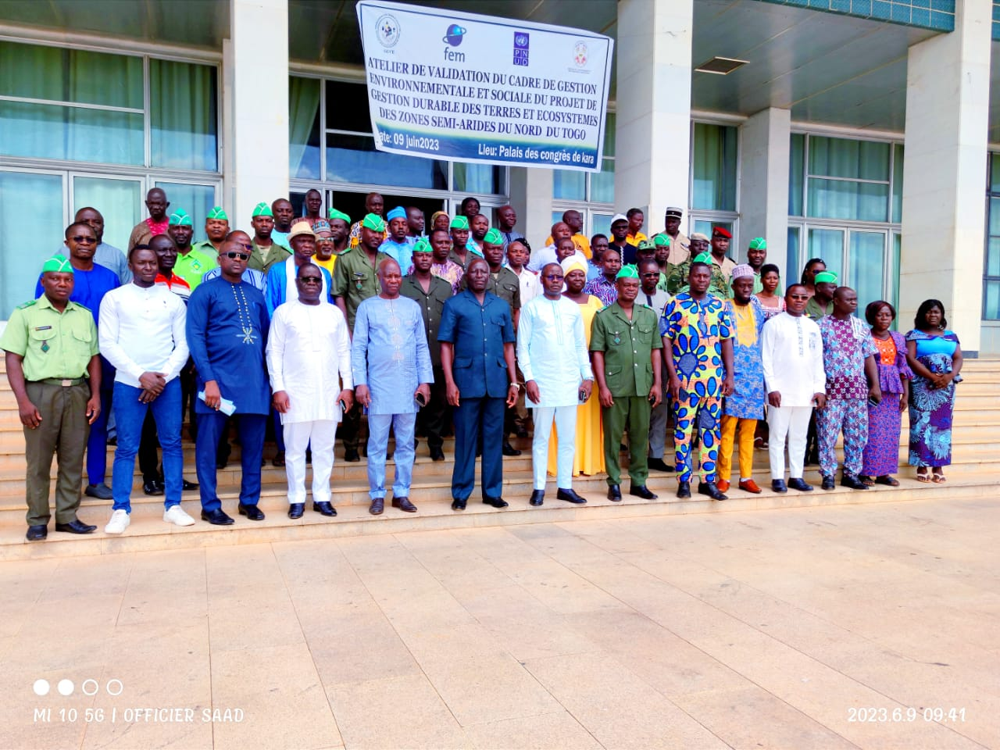 fem
PNUD
ATELIER DE VALIDATION DU CADRE DE GESTION
ENVIRONNEMENTALE ET SOCIALE DU PROJET DE
GESTION DURABLE DES TERRES ET ECOSYSTEMES
DES ZONES SEMI-ARIDES DU NORD DU TOGO
ate: 09 juin2023 Lieu: Palais des congrès de kara
MI 10 5G | OFFICIER SAAD
2023.6.9 09:41